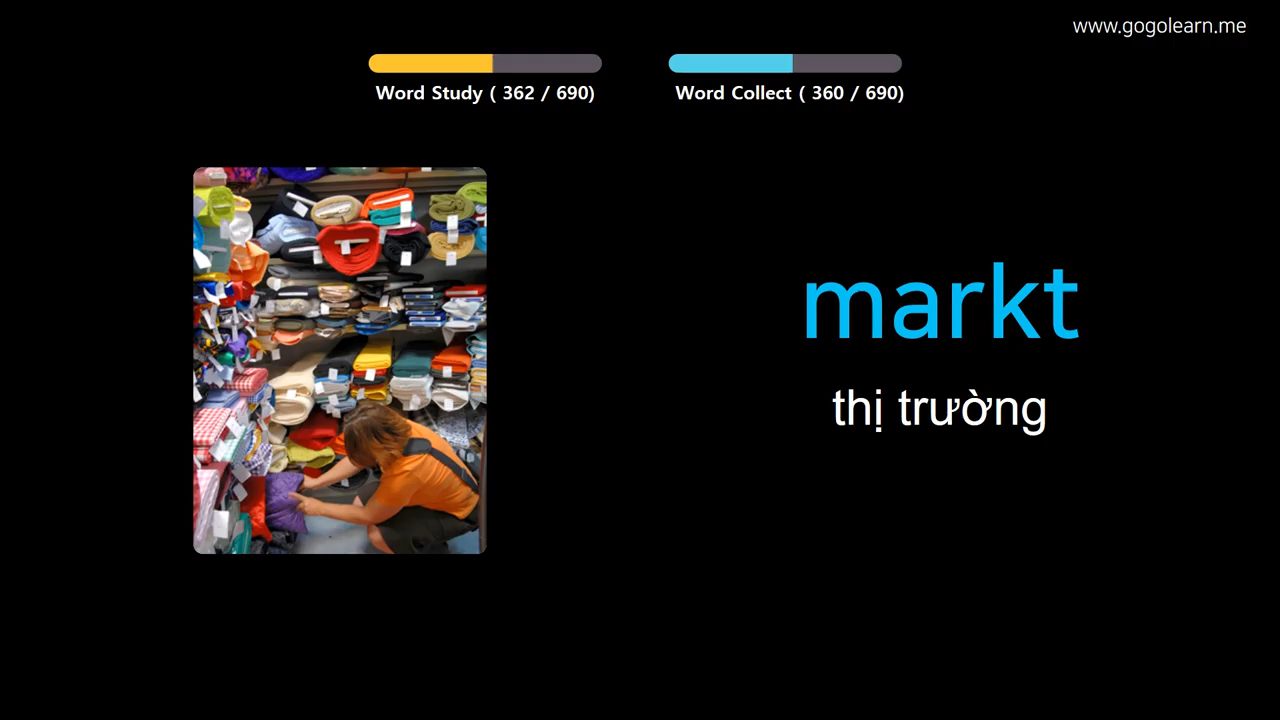 www.gogolearn.me
Word Study ( 362 / 690)
Word Collect ( 360 / 690)
markt
thị trường